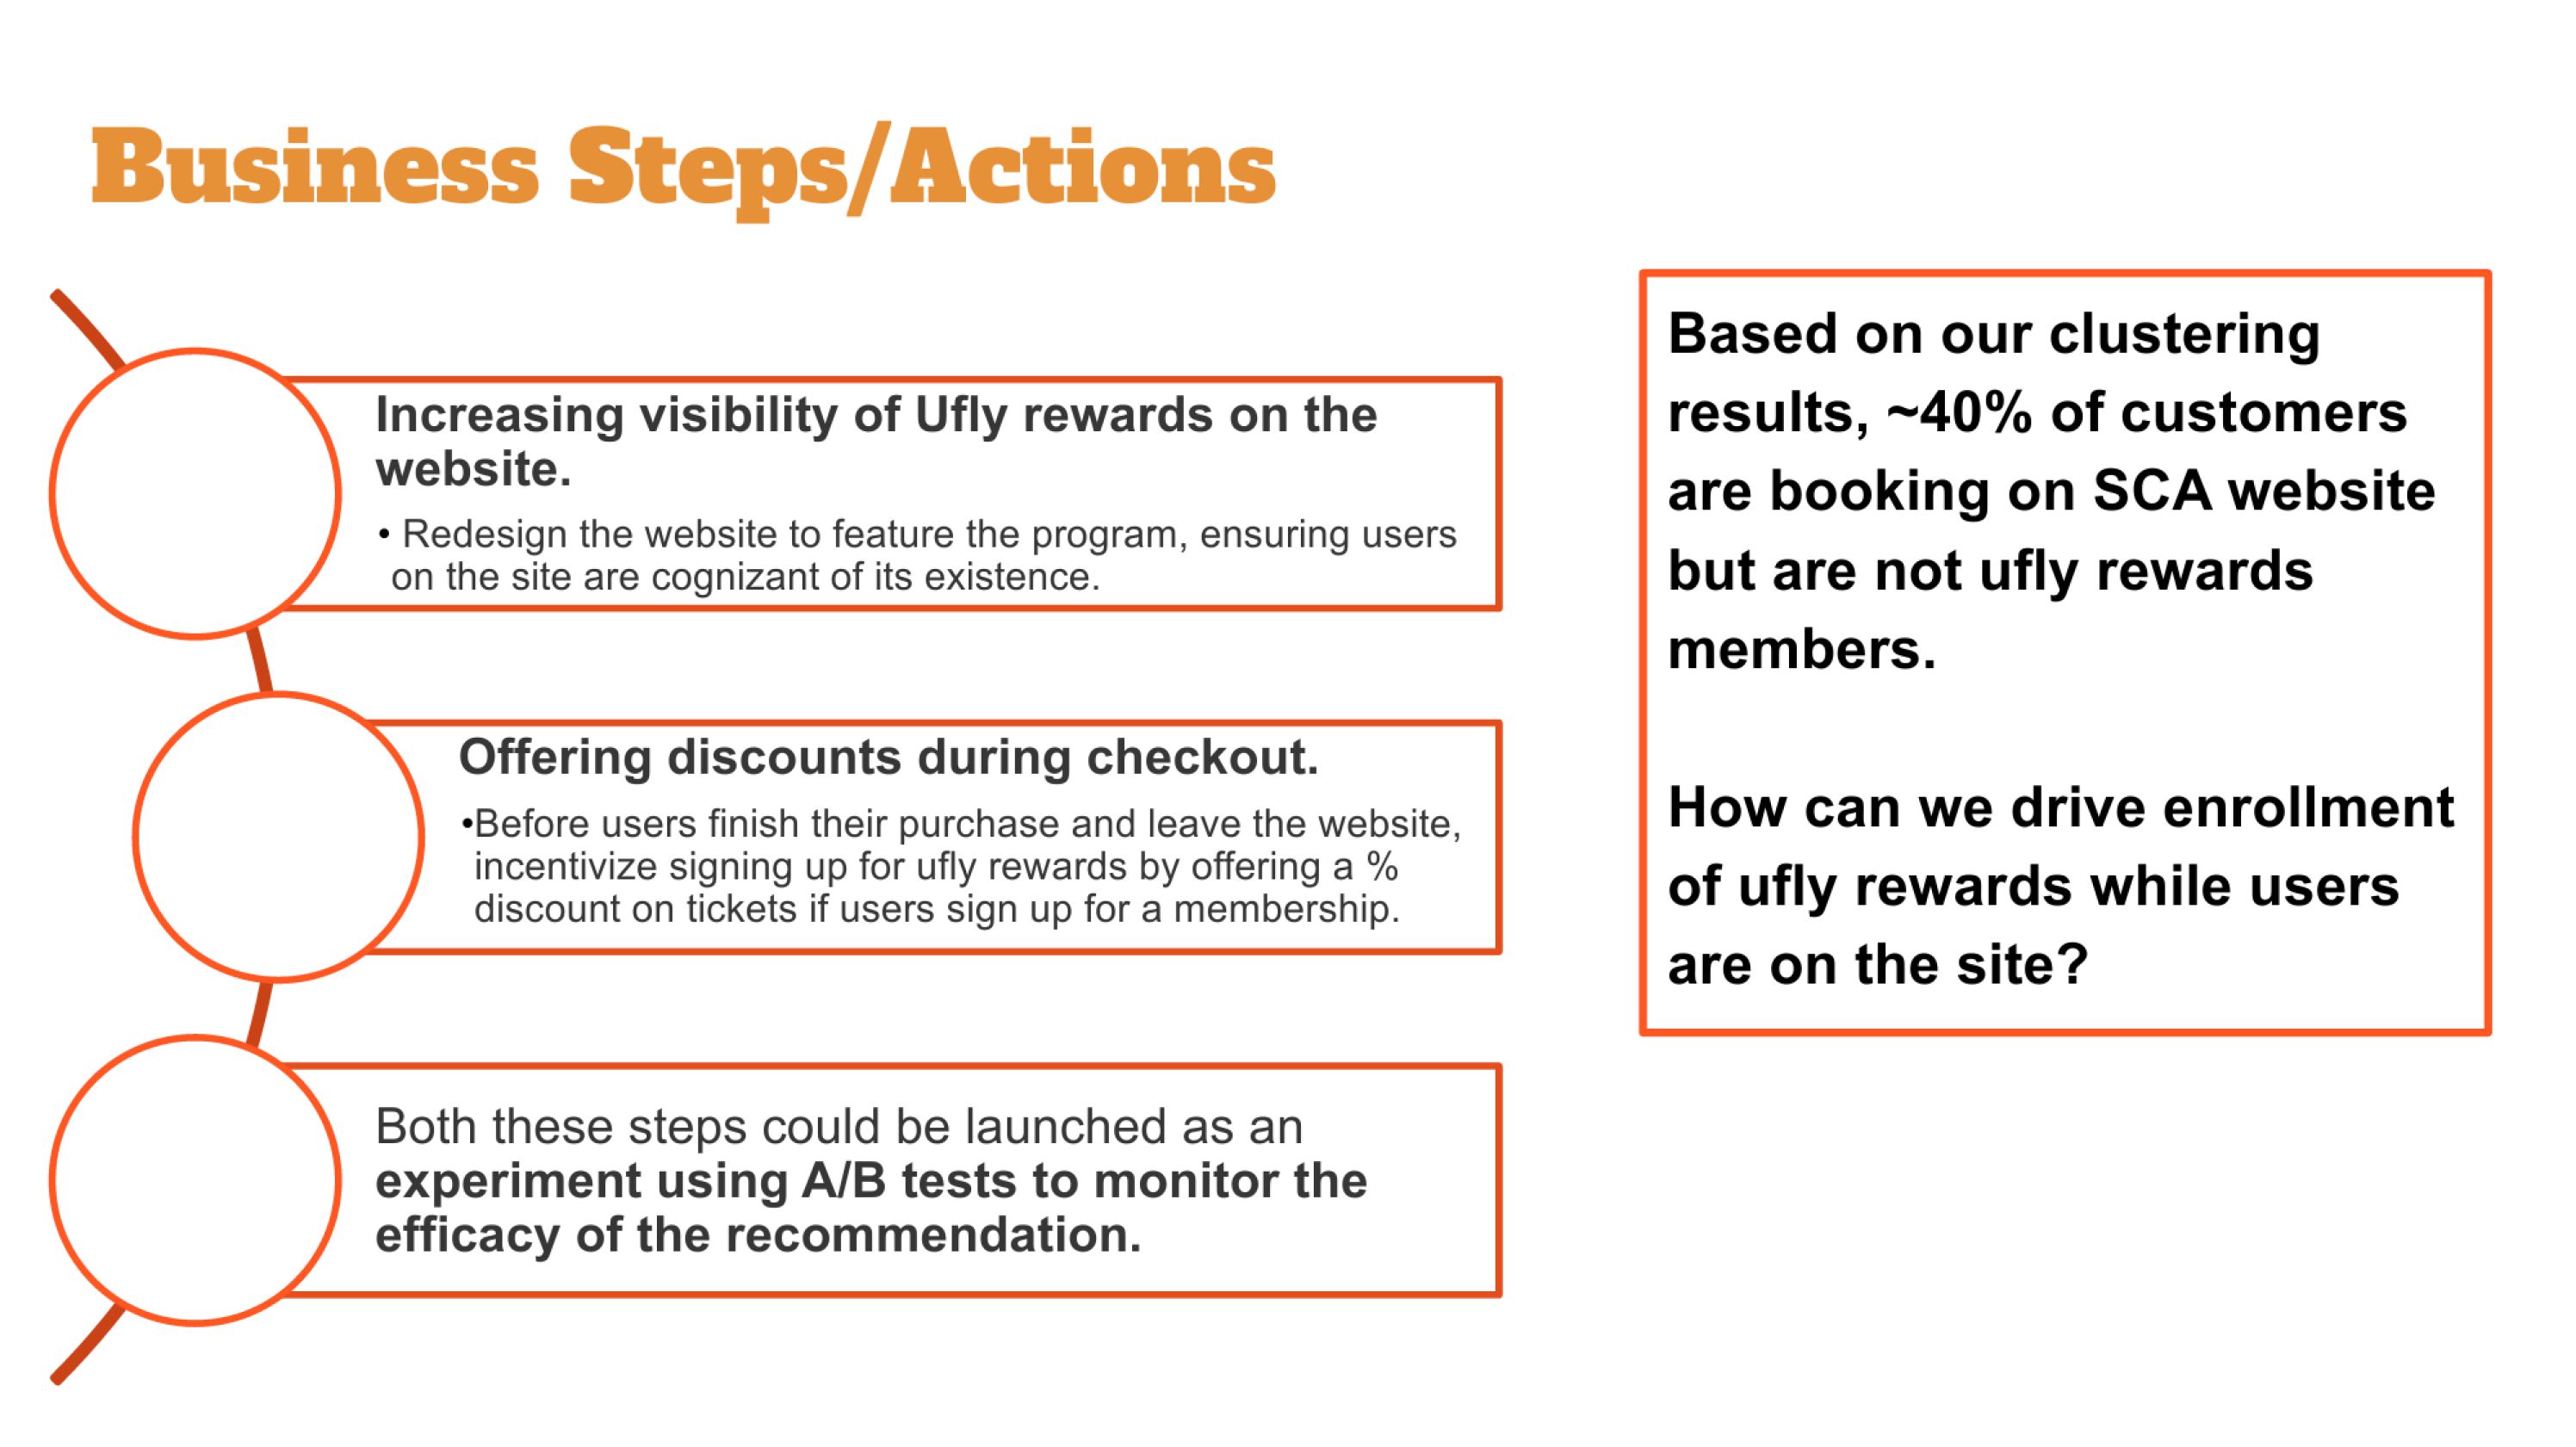 Business Steps/Actions
Increasing visibility of Ufly rewards on the
website.
• Redesign the website to feature the program, ensuring users
on the site are cognizant of its existence.
Offering discounts during checkout.
•Before users finish their purchase and leave the website,
incentivize signing up for ufly rewards by offering a %
discount on tickets if users sign up for a membership.
Both these steps could be launched as an
experiment using A/B tests to monitor the
efficacy of the recommendation.
Based on our clustering
results, ~40% of customers
are booking on SCA website
but are not ufly rewards
members.
How can we drive enrollment
of ufly rewards while users
are on the site?